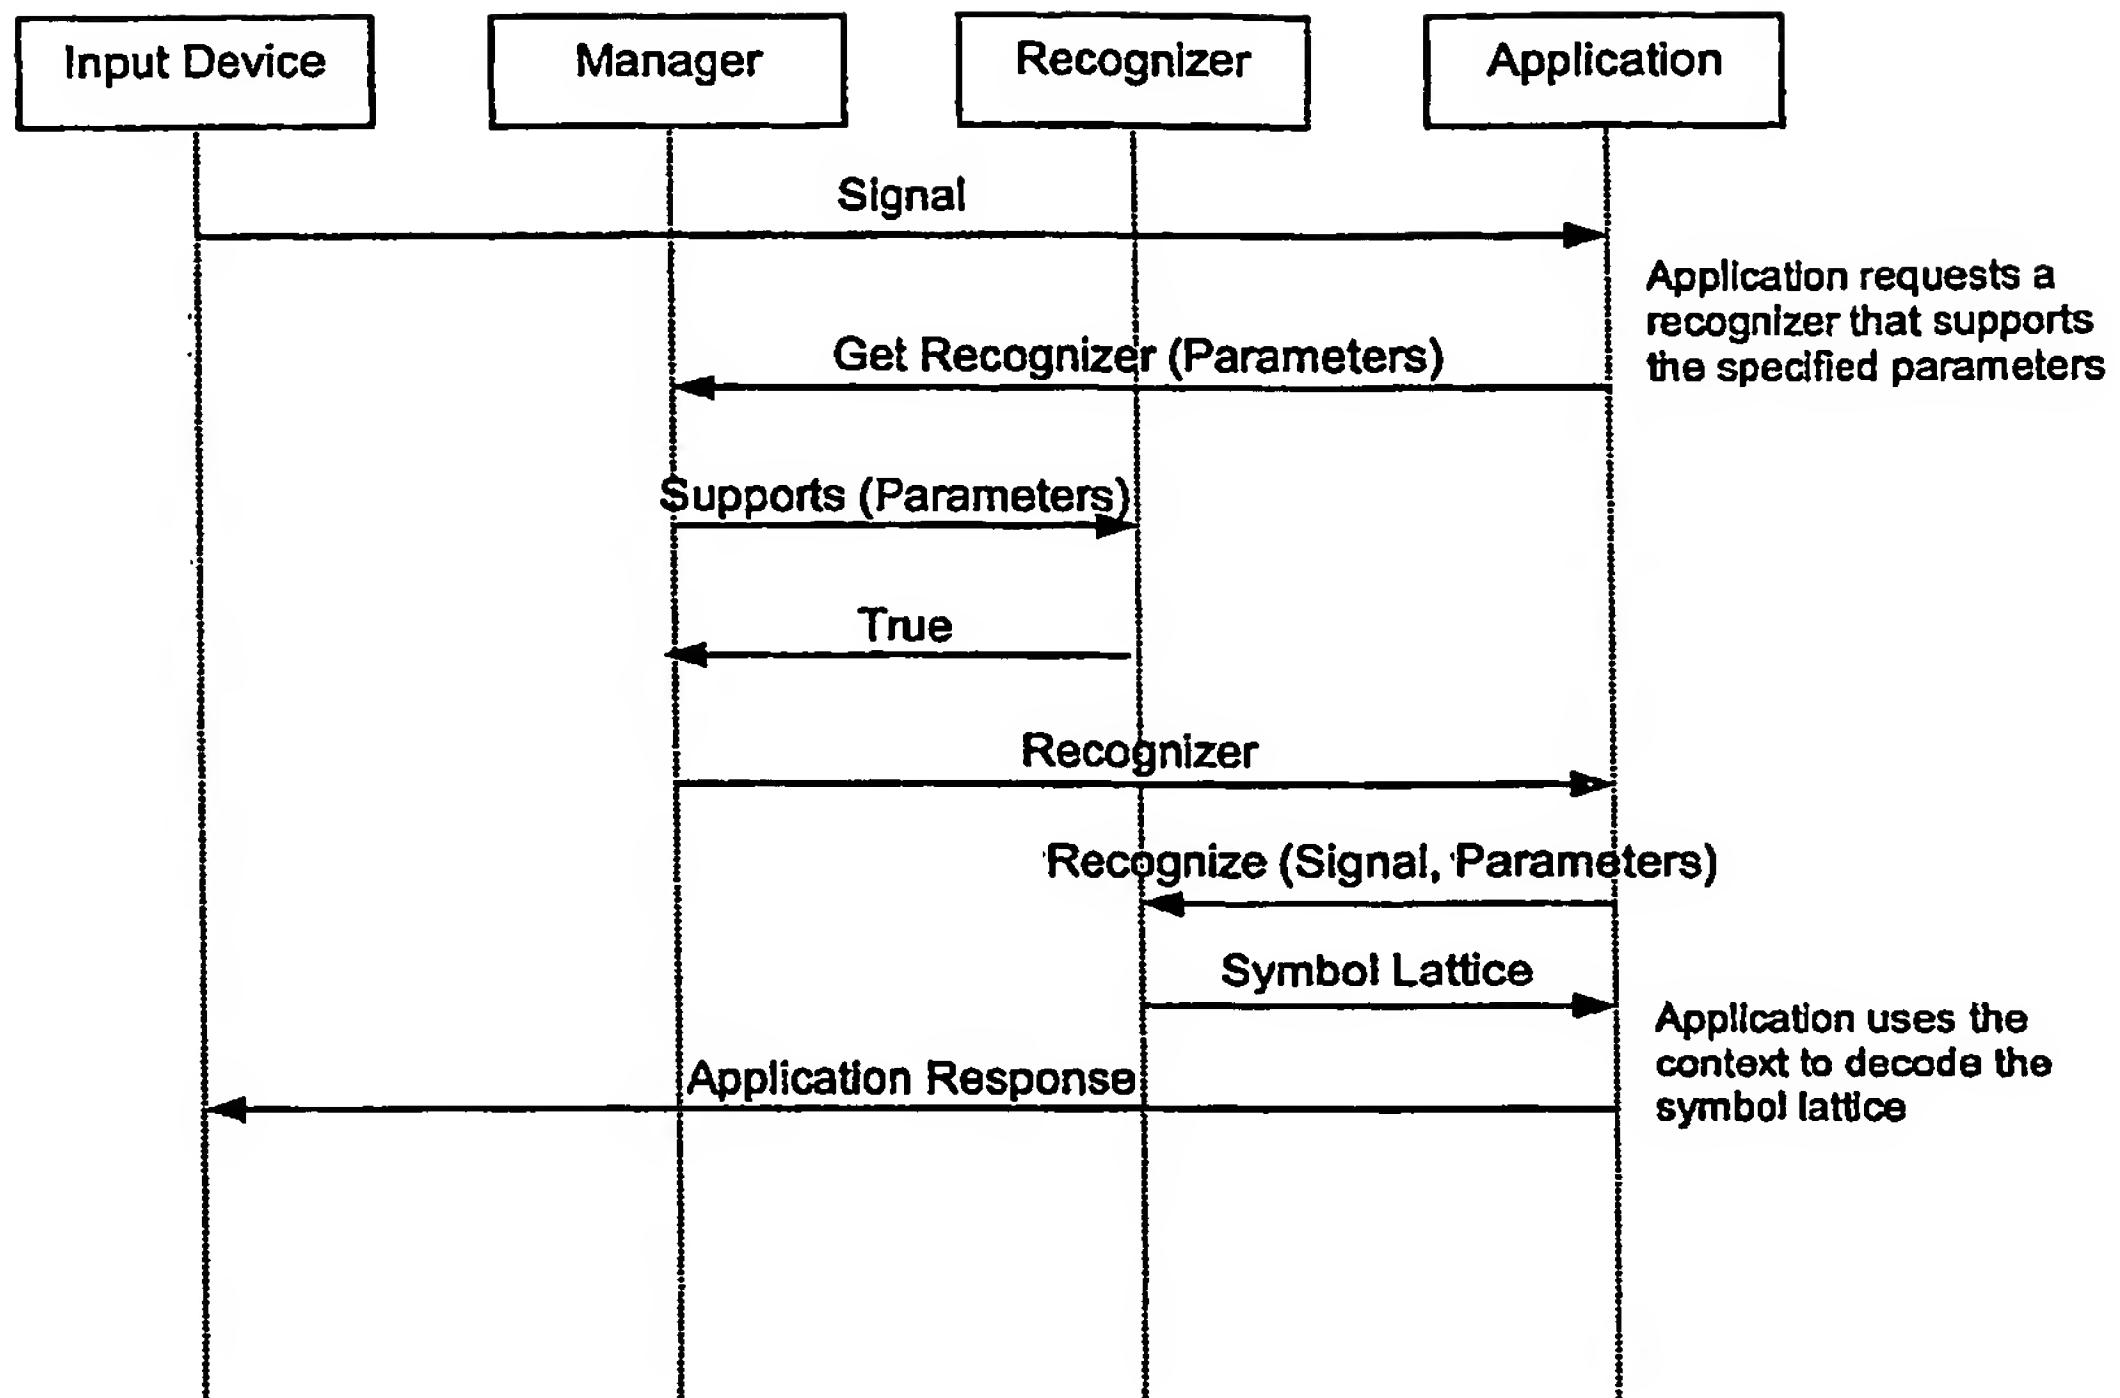 Input Device
Manager
Recognizer
Application
Signal
Application requests a
recognizer that supports
the specified parameters
Get Recognizer (Parameters)
Supports (Parameters)
True
Recognizer
Recognize (Signal, Parameters)
Symbol Lattice
Application uses the
context to decode the
symbol lattice
Application Response